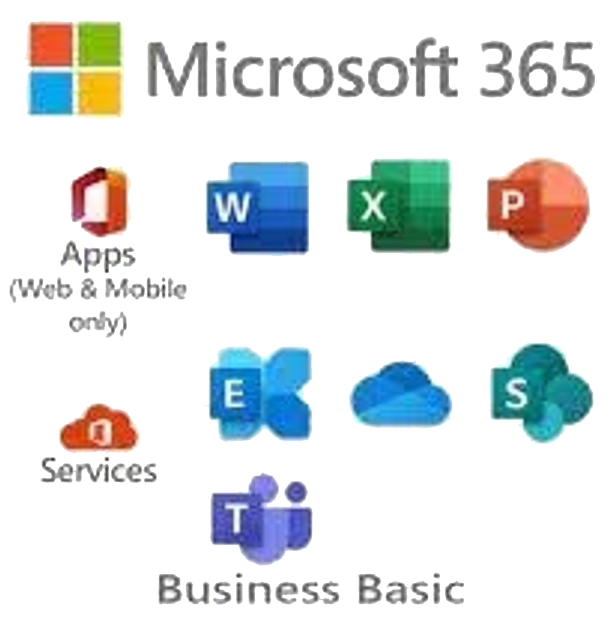 Microsoft 365
W X P
Apps
(Web & Mobile
only)
E S
Services
T
Business Basic